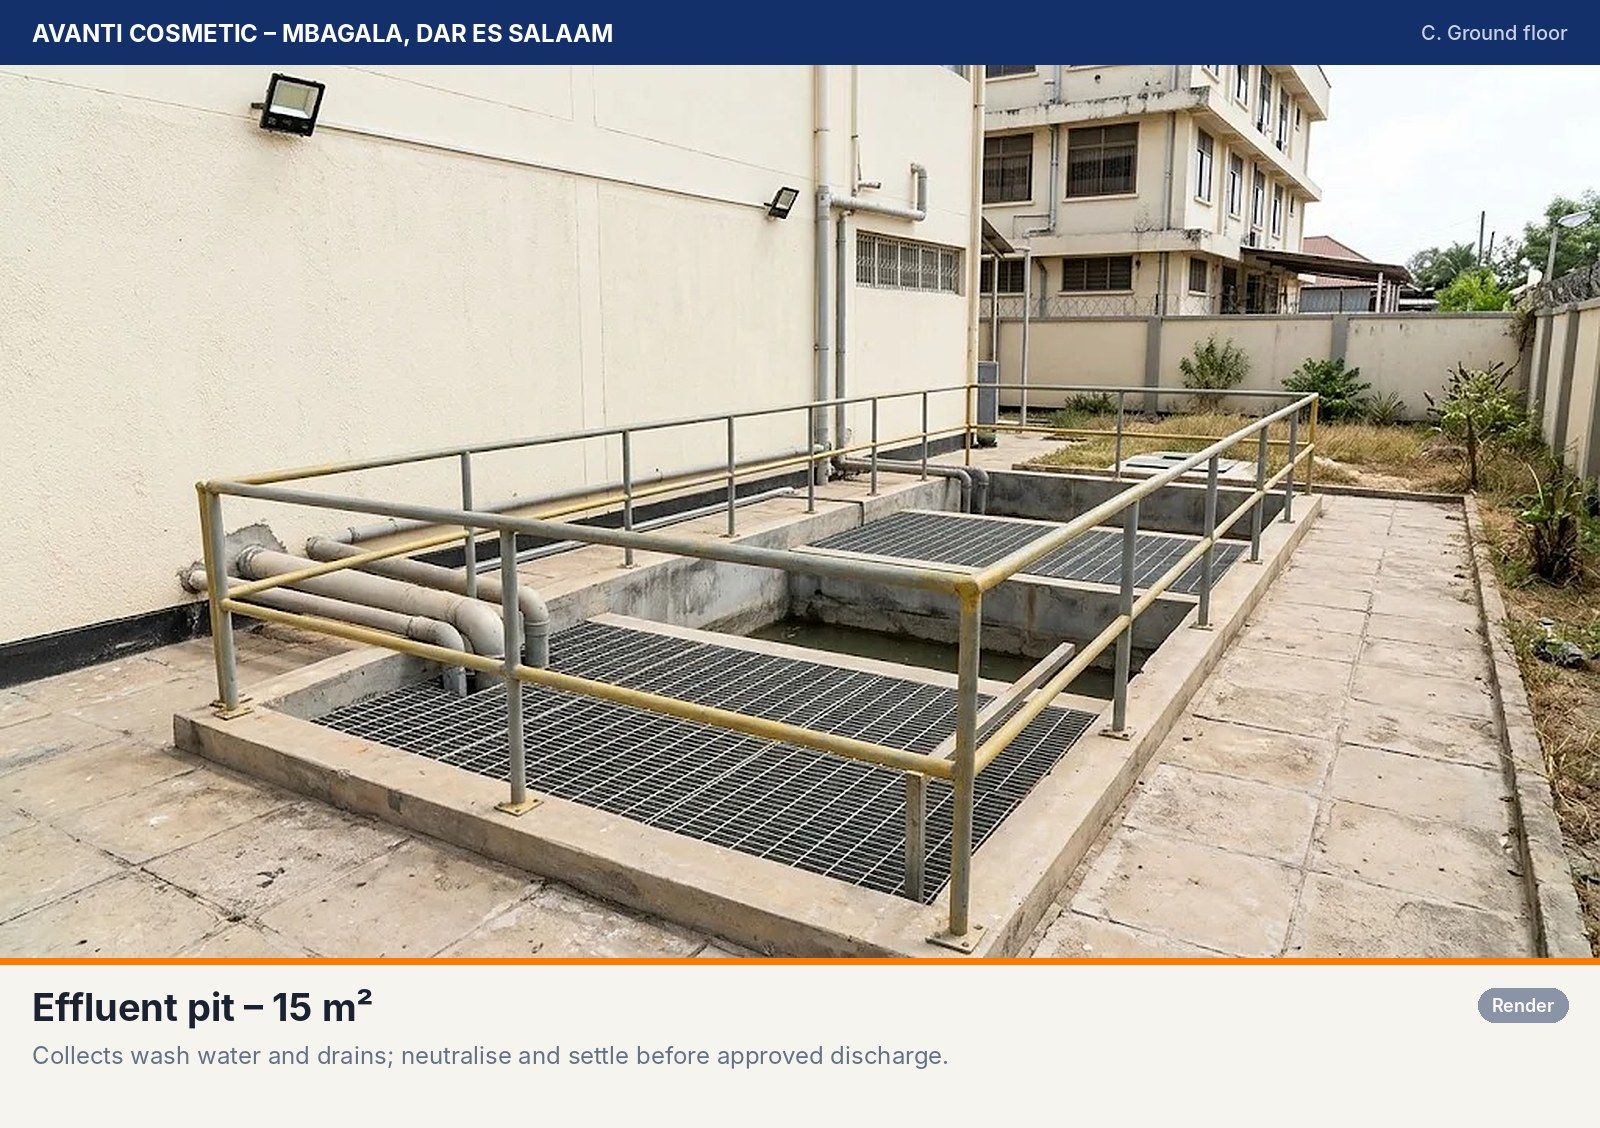 AVANTI COSMETIC – MBAGALA, DAR ES SALAAM
C. Ground floor
Effluent pit – 15 m²
Render
Collects wash water and drains; neutralise and settle before approved discharge.